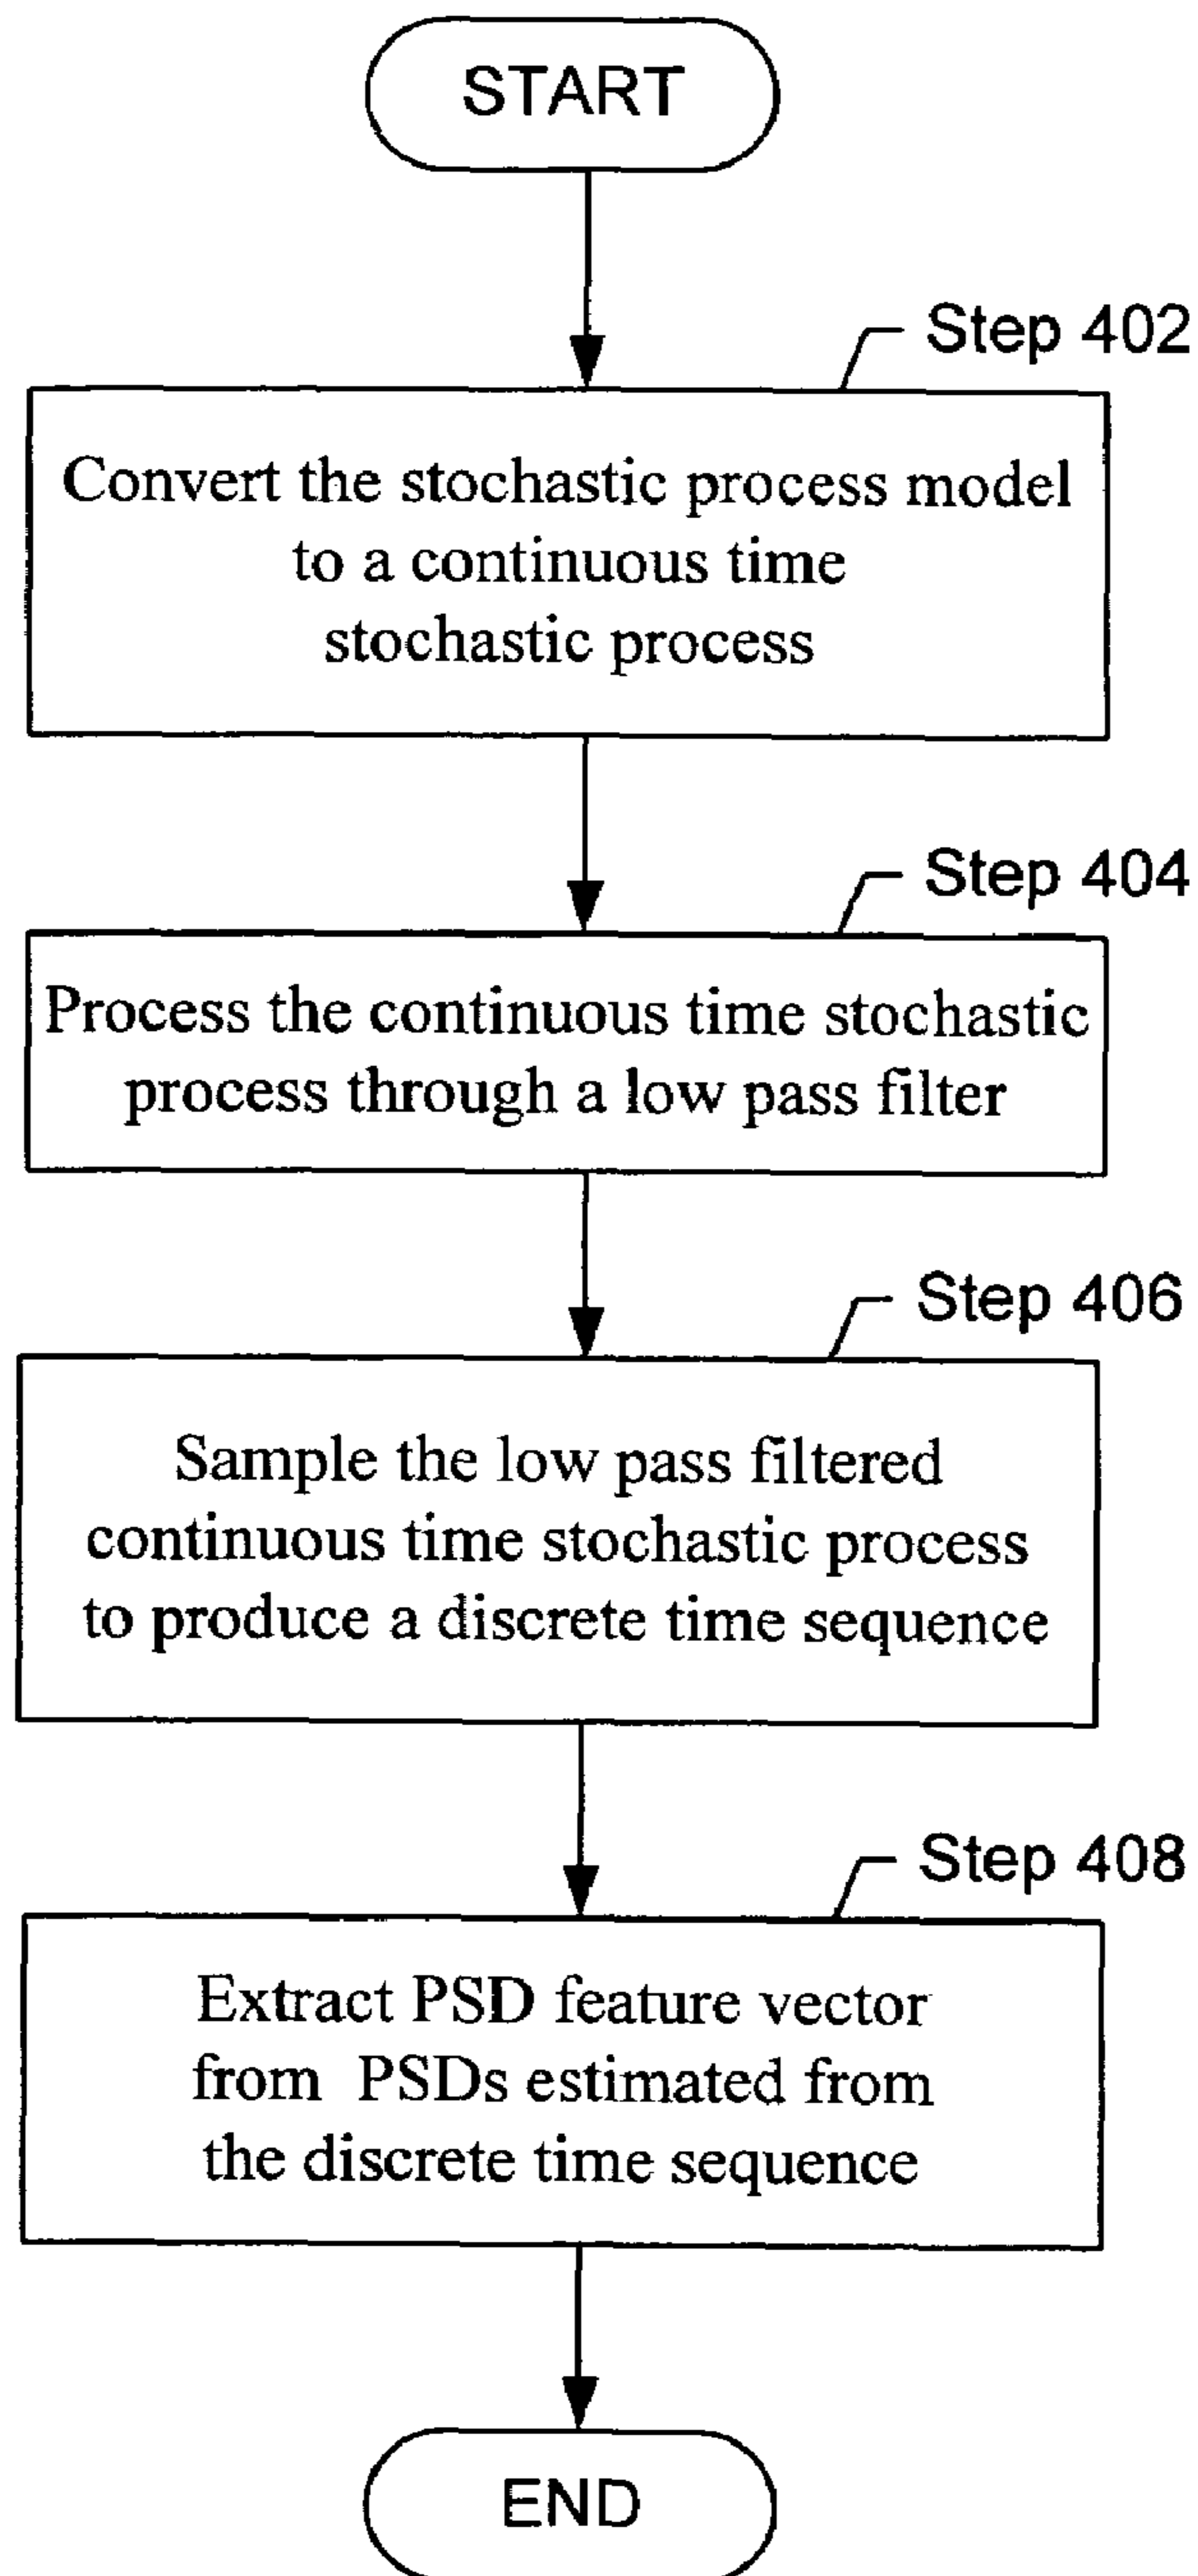 START
Step 402
Convert the stochastic process model
to a continuous time
stochastic process
Step 404
Process the continuous time stochastic
process through a low pass filter
Step 406
Sample the low pass filtered
continuous time stochastic process
to produce a discrete time sequence
Step 408
Extract PSD feature vector
from PSDs estimated from
the discrete time sequence
END